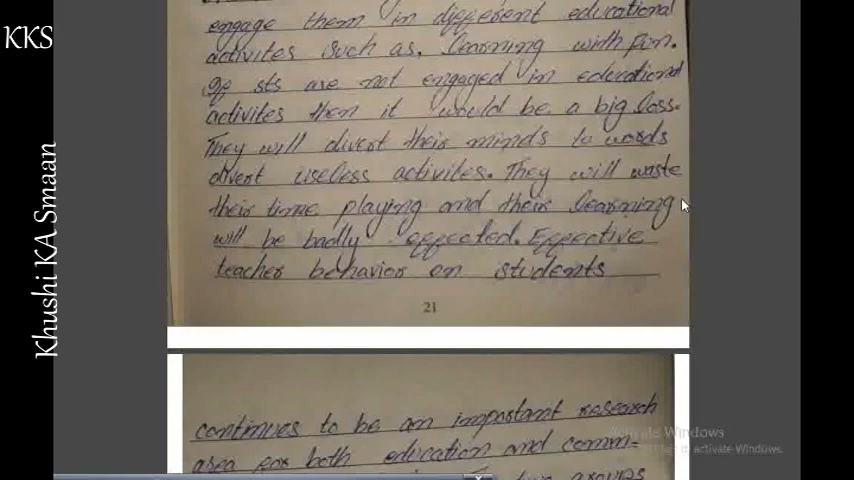 KKS
Khushi KA Smaan
engage them in different educational
activites such as, learning with fun.
If sts are not engaged in educational
activites then it would be a big loss.
They will divert their minds to words
divert useless activites. They will waste
their time playing and their learning
will be badly effected. Effective
teacher behavior on students
21
continues to be an important research
area for both education and comm-
two groups
Activate Windows
to activate Windows.